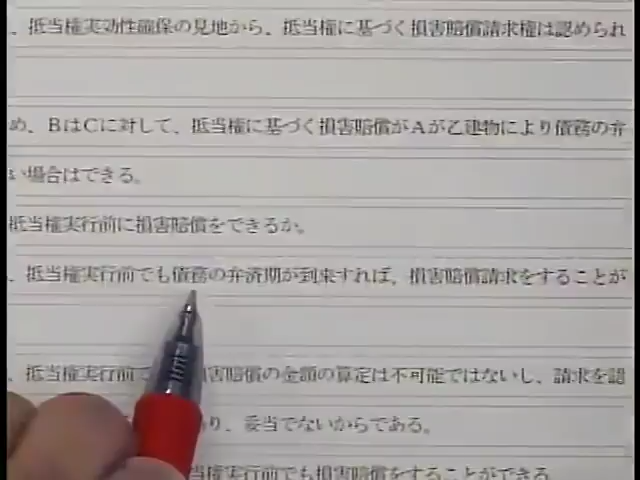 、抵当権実効性確保の見地から、抵当権に基づく損害賠償請求権は認められ
め、BはCに対して、抵当権に基づく損害賠償がAが乙建物により債務の弁
い場合はできる。
抵当権実行前に損害賠償をできるか。
、抵当権実行前でも債務の弁済期が到来すれば、損害賠償請求をすることが
、抵当権実行前で 害賠償の金額の算定は不可能ではないし、請求を認
り、妥当でないからである。
当権実行前でも損害賠償をすることができる